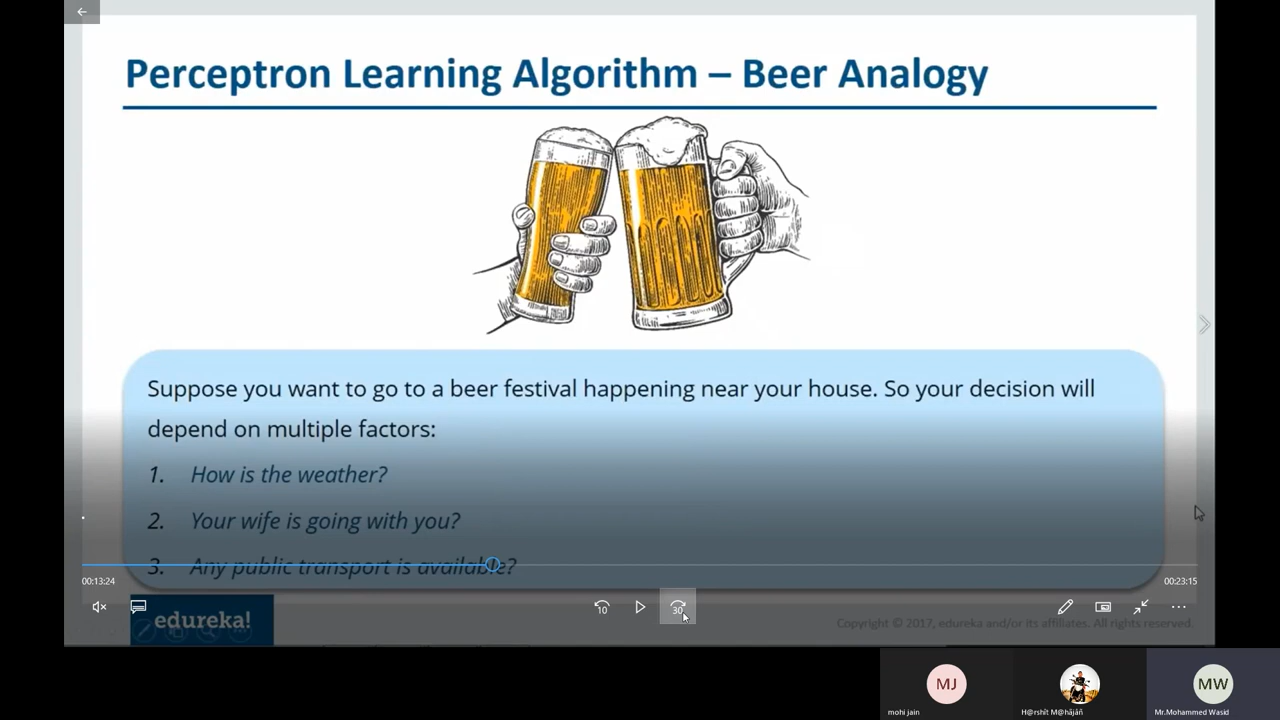 Perceptron Learning Algorithm – Beer Analogy
Suppose you want to go to a beer festival happening near your house. So your decision will
depend on multiple factors:
1. How is the weather?
2. Your wife is going with you?
3. Any public transport is available?
00:13:24
00:23:15
10
30
edureka!
Copyright © 2017, edureka and/or its affiliates. All rights reserved.
MJ
MW
mohi jain
H@rshït M@hãjáñ
Mr.Mohammed Wasid